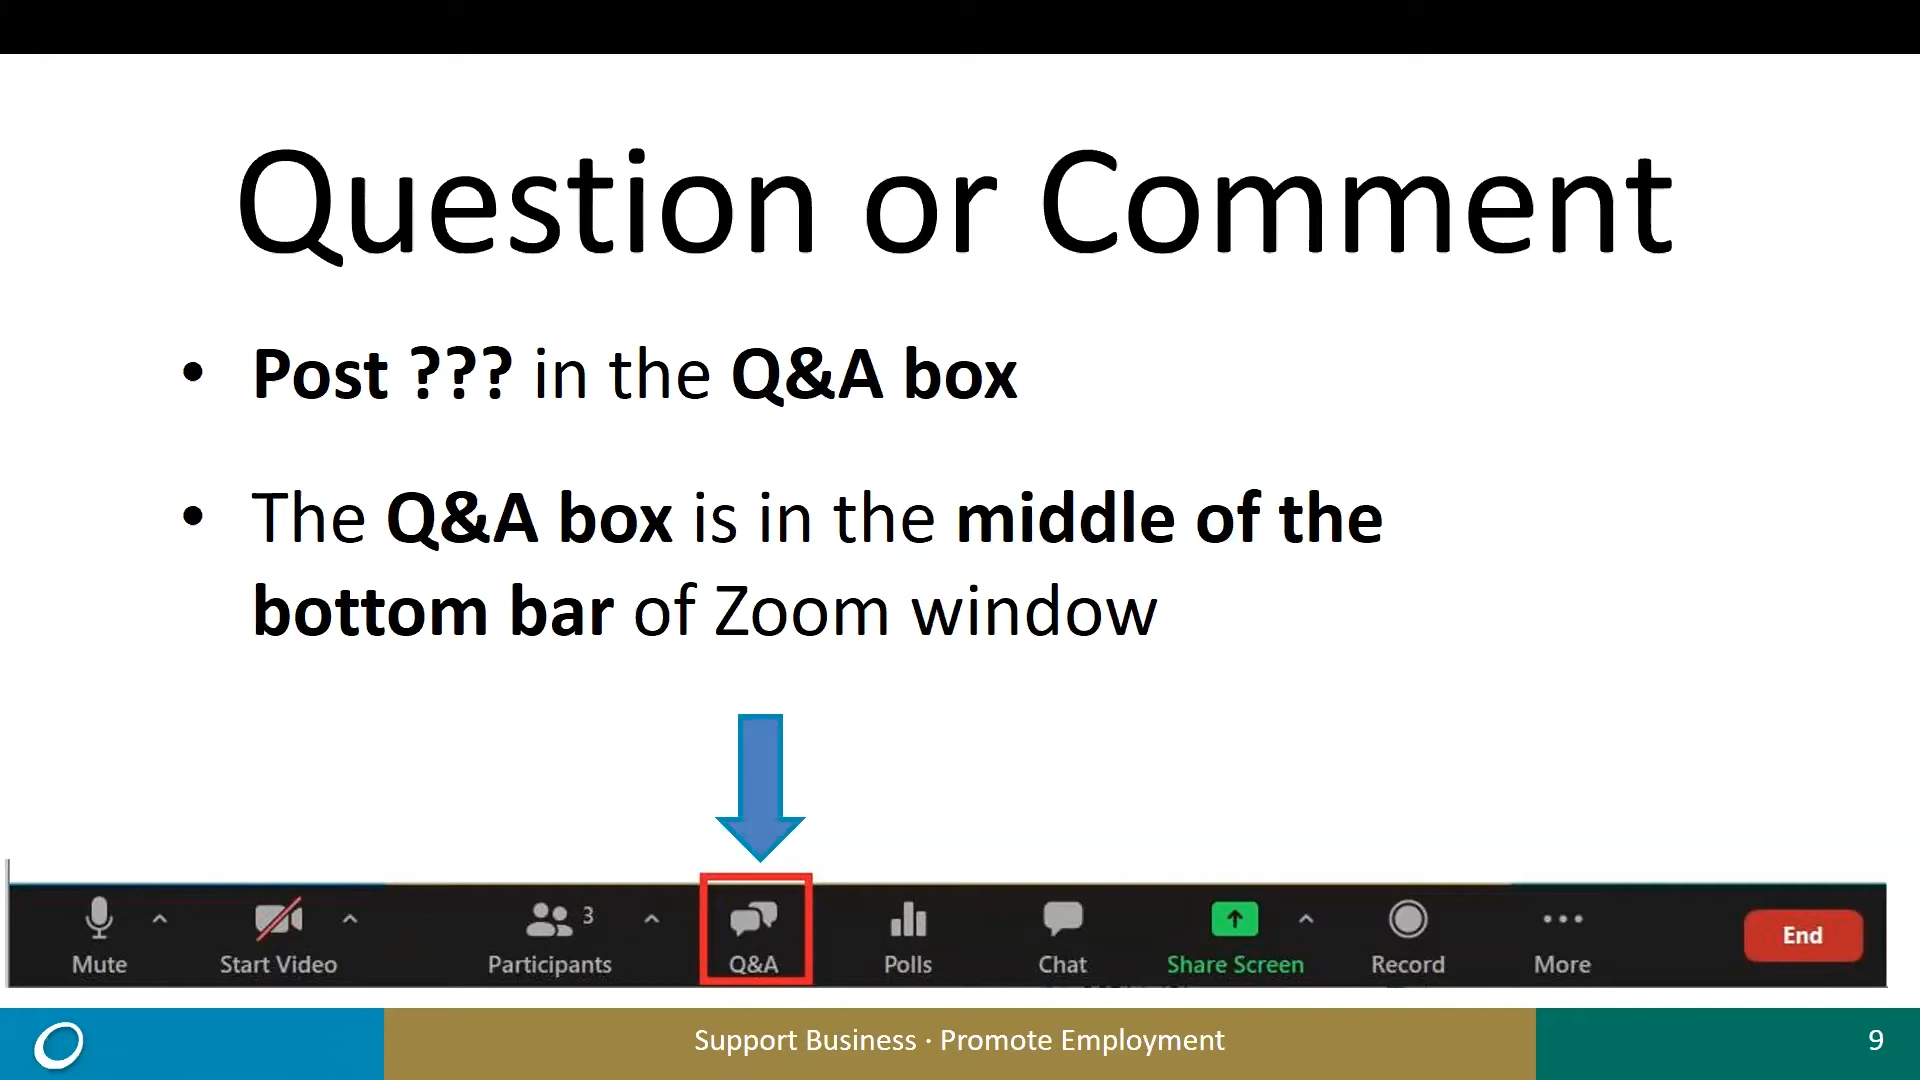 Question or Comment
• Post ??? in the Q&A box
• The Q&A box is in the middle of the
bottom bar of Zoom window
3
Mute Start Video Participants Q&A Polls Chat Share Screen Record More End
Support Business · Promote Employment 9